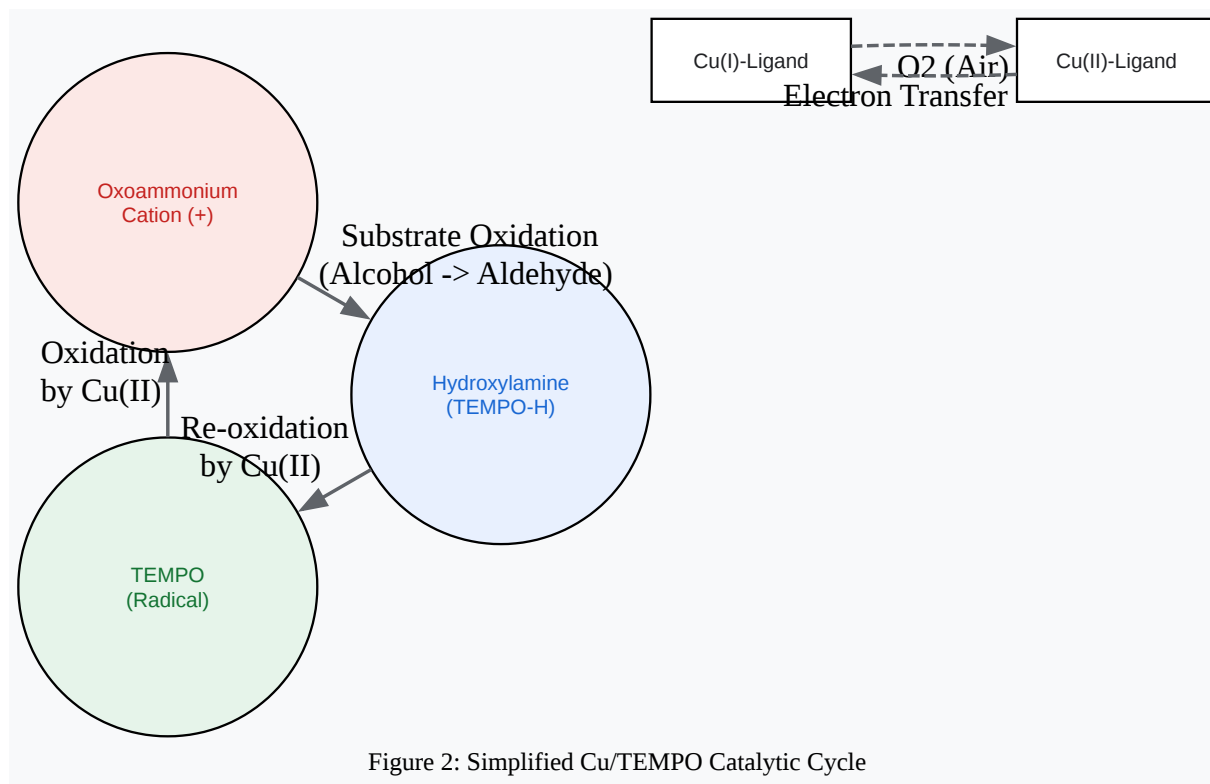 Cu(I)-Ligand
O2 (Air)
Electron Transfer
Cu(II)-Ligand
Oxoammonium
Cation (+)
Substrate Oxidation
(Alcohol -> Aldehyde)
Oxidation
by Cu(II)
Hydroxylamine
(TEMPO-H)
Re-oxidation
by Cu(II)
TEMPO
(Radical)
Figure 2: Simplified Cu/TEMPO Catalytic Cycle